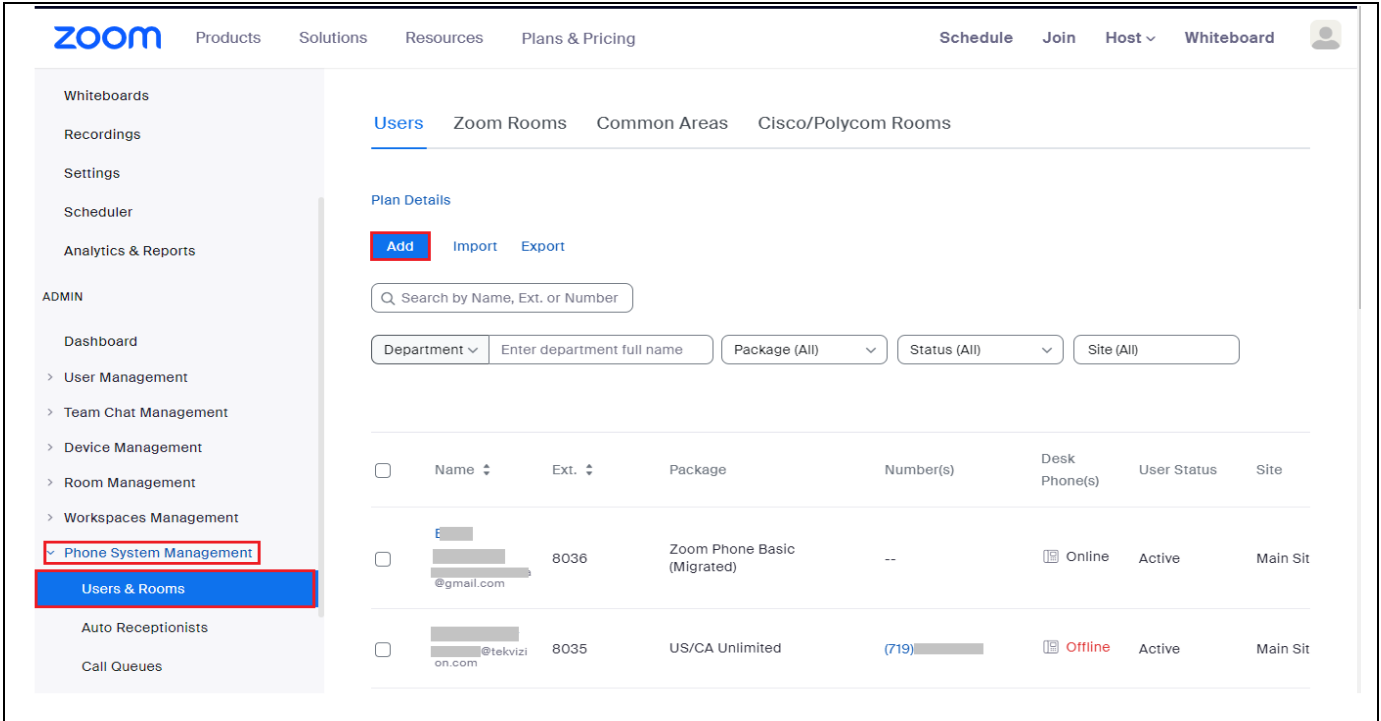 zoom Products Solutions Resources Plans & Pricing Schedule Join Host Whiteboard
Whiteboards
Recordings
Settings
Scheduler
Analytics & Reports
ADMIN
Dashboard
User Management
Team Chat Management
Device Management
Room Management
Workspaces Management
Phone System Management
Users & Rooms
Auto Receptionists
Call Queues
Users Zoom Rooms Common Areas Cisco/Polycom Rooms
Plan Details
Add Import Export
Search by Name, Ext. or Number
Department Enter department full name Package (All) Status (All) Site (All)
Name Ext. Package Number(s) Desk Phone(s) User Status Site
E
@gmail.com
8036
Zoom Phone Basic
(Migrated)
-- Online Active Main Sit
@tekvizi
on.com
8035 US/CA Unlimited (719) Offline Active Main Sit